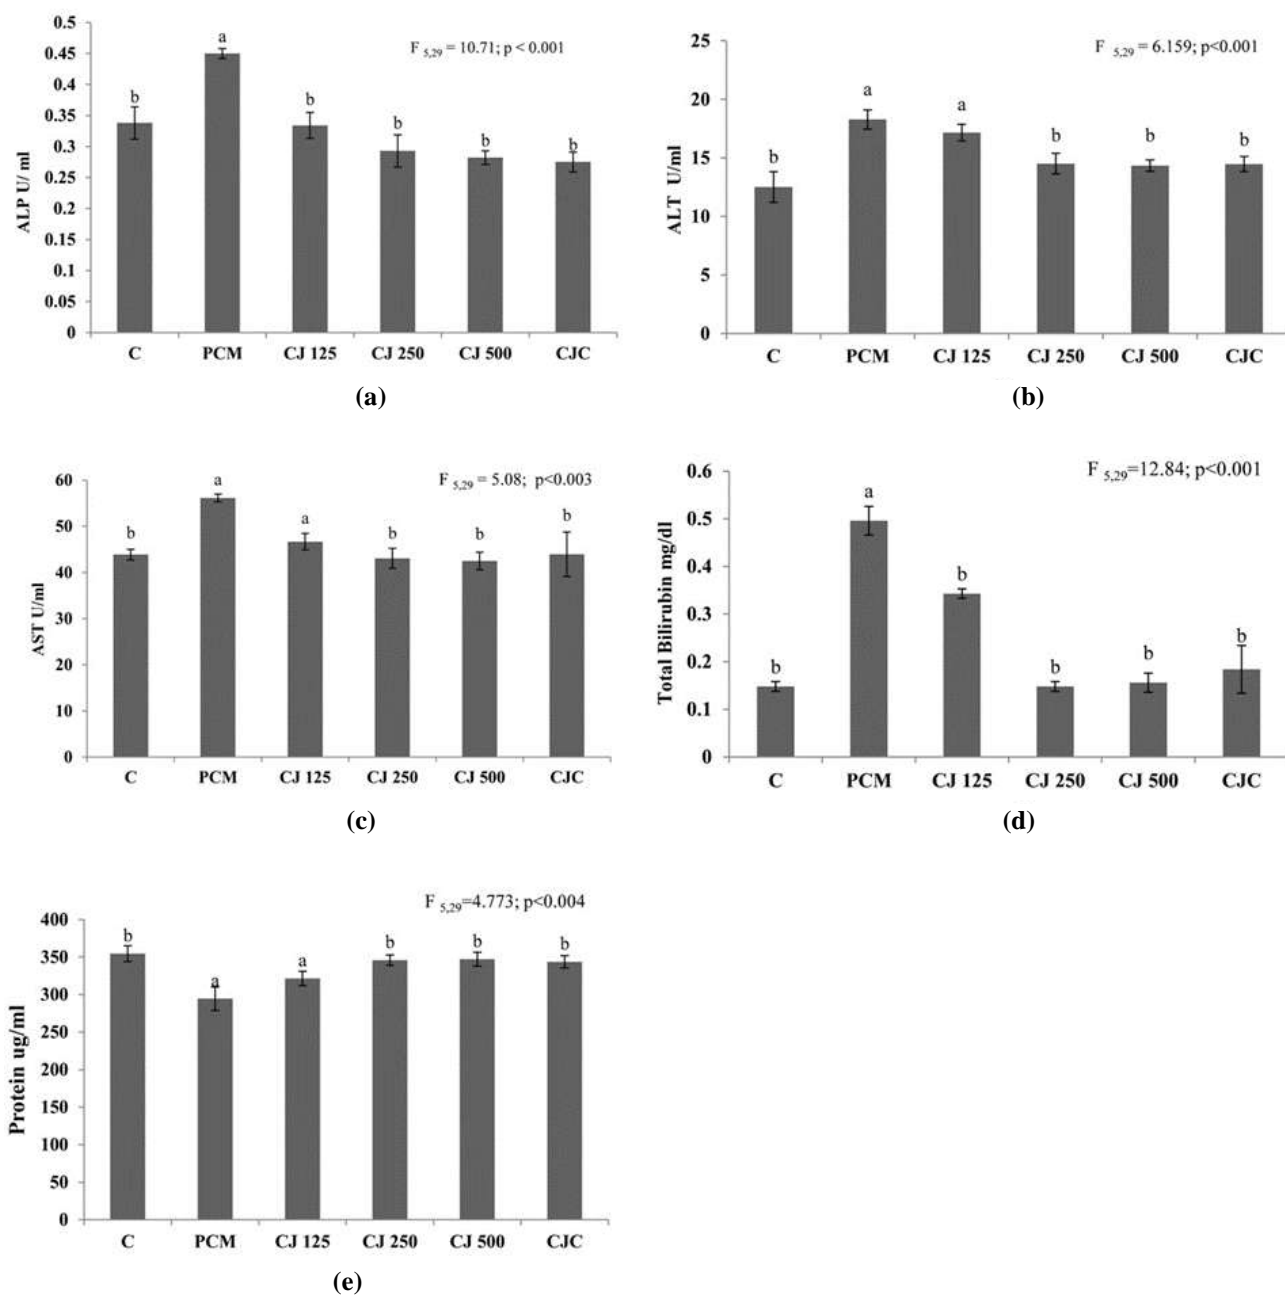 0.5
0.45
0.4
0.35
0.3
0.25
0.2
0.15
0.1
0.05
0
ALP U/ ml
F 5,29 = 10.71; p < 0.001
b
a
b
b
b
b
C PCM CJ 125 CJ 250 CJ 500 CJC
(a)
25
20
15
10
5
0
ALT U/ml
F 5,29 = 6.159; p<0.001
b
a
a
b
b
b
C PCM CJ 125 CJ 250 CJ 500 CJC
(b)
60
50
40
30
20
10
0
AST U/ml
F 5,29 = 5.08; p<0.003
b
a
a
b
b
b
C PCM CJ 125 CJ 250 CJ 500 CJC
(c)
0.6
0.5
0.4
0.3
0.2
0.1
0
Total Bilirubin mg/dl
F 5,29=12.84; p<0.001
b
a
b
b
b
b
C PCM CJ 125 CJ 250 CJ 500 CJC
(d)
400
350
300
250
200
150
100
50
0
Protein ug/ml
F 5,29=4.773; p<0.004
b
a
a
b
b
b
C PCM CJ 125 CJ 250 CJ 500 CJC
(e)